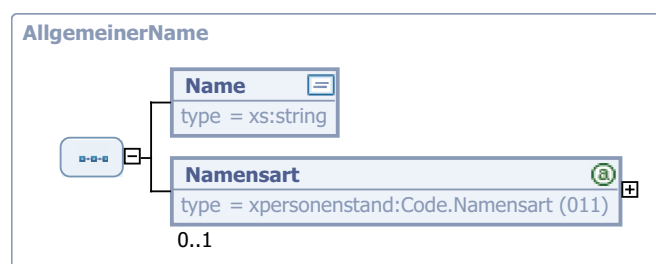 AllgemeinerName
Name
type = xs:string
Namensart
type = xpersonenstand:Code.Namensart (011)
0..1